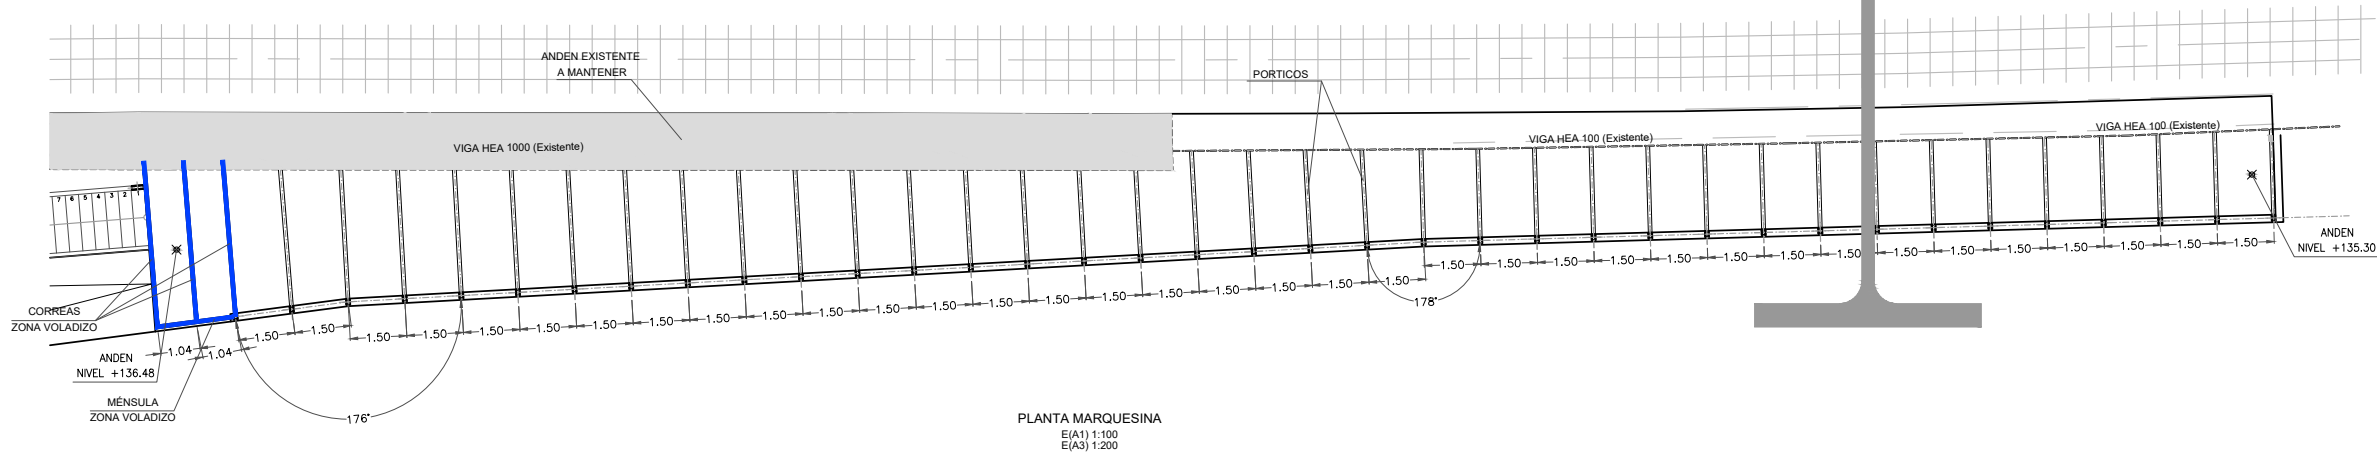 ANDEN EXISTENTE
A MANTENER
PORTICOS
VIGA HEA 1000 (Existente)
VIGA HEA 100 (Existente)
VIGA HEA 100 (Existente)
7 6 5 4 3 2 1
CORREAS
ZONA VOLADIZO
ANDEN
NIVEL +136.48
MÉNSULA
ZONA VOLADIZO
1.04 1.04
1.50 1.50
1.50 1.50 1.50 1.50 1.50 1.50 1.50 1.50 1.50 1.50 1.50 1.50 1.50 1.50 1.50 1.50 1.50 1.50 1.50
1.50 1.50 1.50 1.50 1.50 1.50 1.50 1.50 1.50 1.50 1.50 1.50 1.50 1.50 1.50
176°
178°
ANDEN
NIVEL +135.30
PLANTA MARQUESINA
E(A1) 1:100
E(A3) 1:200